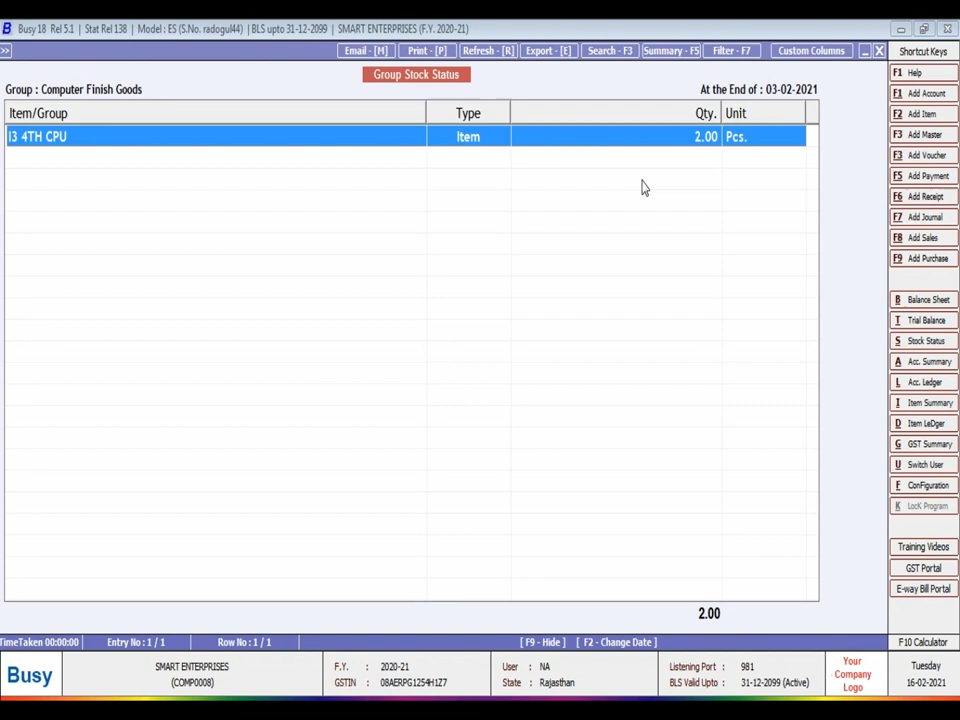 Busy 18 Rel 5.1 | Stat Rel 138 | Model : ES (S.No. radogul44) | BLS upto 31-12-2099 | SMART ENTERPRISES (F.Y. 2020-21)
>> Email - [M] Print - [P] Refresh - [R] Export - [E] Search - F3 Summary - F5 Filter - F7 Custom Columns _ X
Shortcut Keys
Group Stock Status
Group : Computer Finish Goods At the End of : 03-02-2021
Item/Group Type Qty. Unit
I3 4TH CPU Item 2.00 Pcs.
2.00
F1 Help
F1 Add Account
F2 Add Item
F3 Add Master
F3 Add Voucher
F5 Add Payment
F6 Add Receipt
F7 Add Journal
F8 Add Sales
F9 Add Purchase
B Balance Sheet
T Trial Balance
S Stock Status
A Acc. Summary
L Acc. Ledger
I Item Summary
D Item LeDger
G GST Summary
U Switch User
F ConFiguration
K LocK Program
Training Videos
GST Portal
E-way Bill Portal
F10 Calculator
TimeTaken 00:00:00 Entry No : 1 / 1 Row No : 1 / 1 [ F9 - Hide ] [ F2 - Change Date ]
Busy
SMART ENTERPRISES
(COMP0008)
F.Y. : 2020-21
GSTIN : 08AERPG1254H1Z7
User : NA
State : Rajasthan
Listening Port : 981
BLS Valid Upto : 31-12-2099 (Active)
Your
Company
Logo
Tuesday
16-02-2021